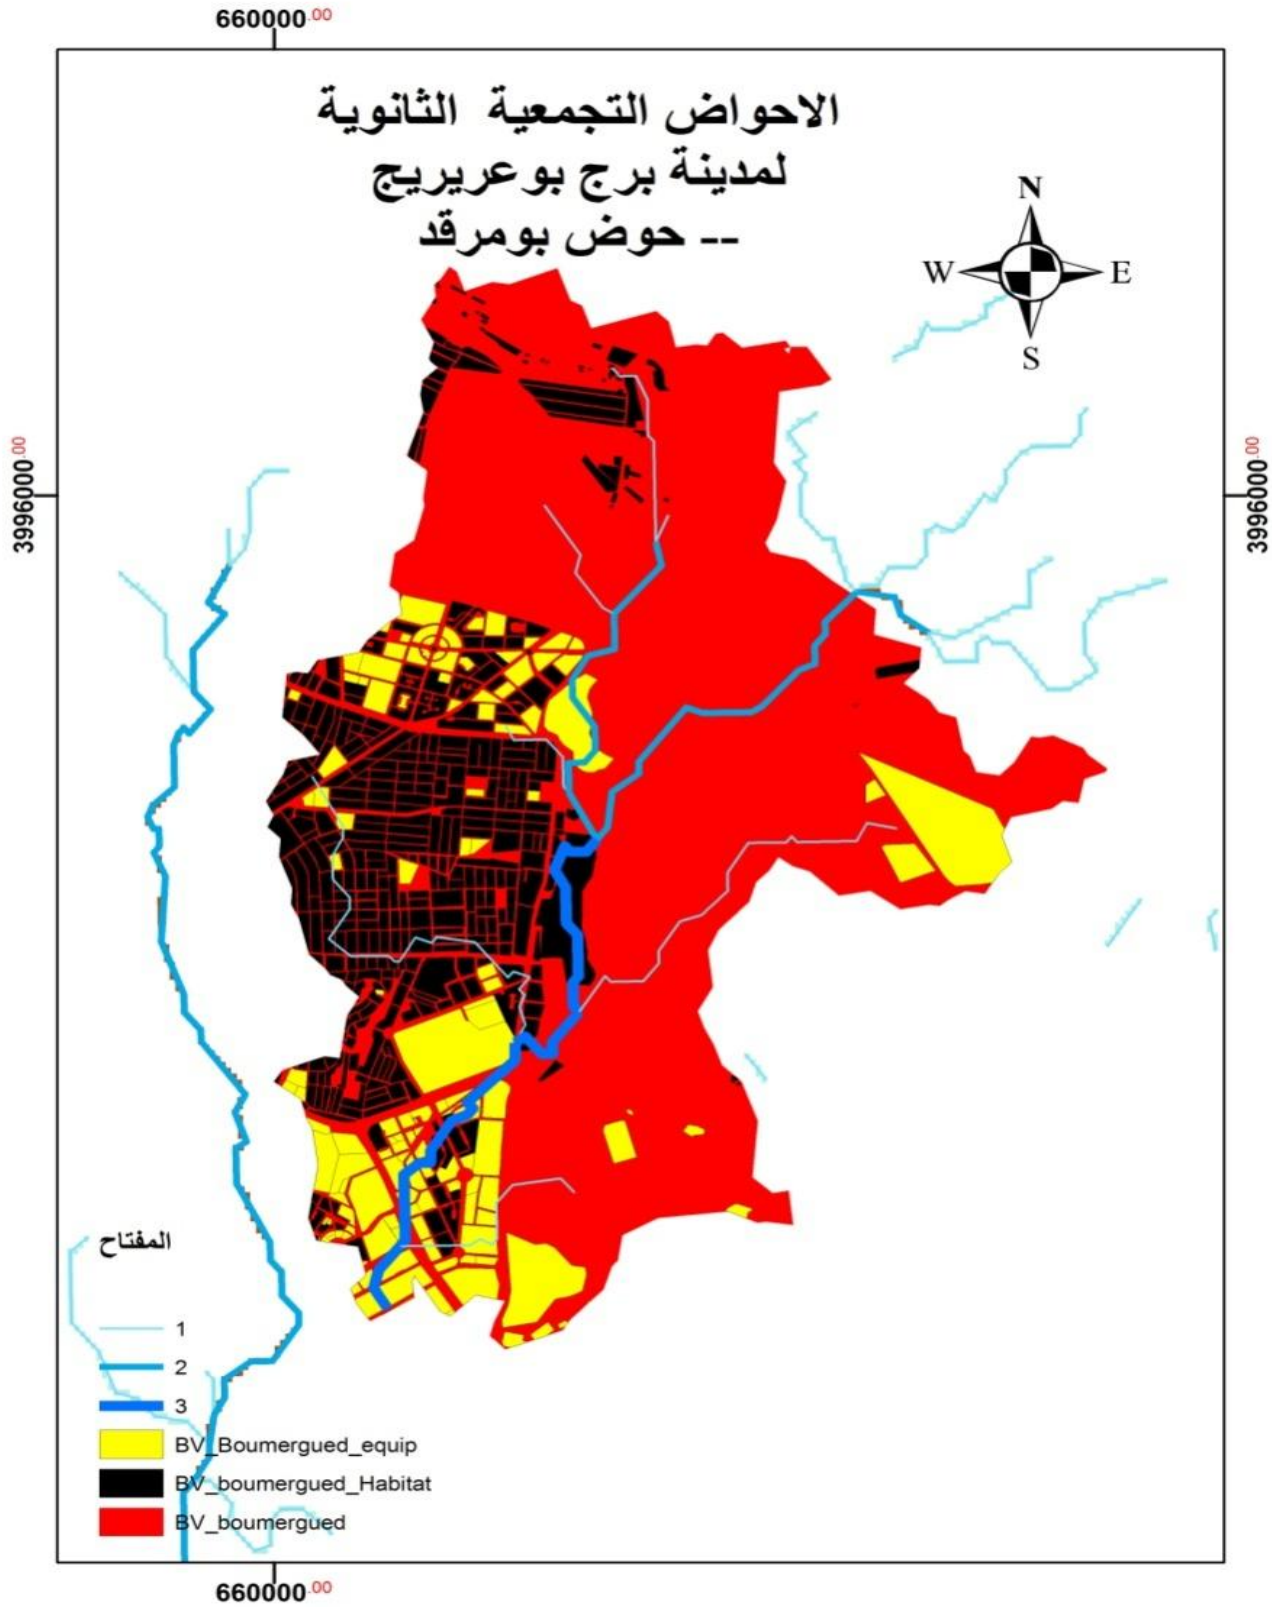 660000.00
الاحواض التجمعية الثانوية
لمدينة برج بوعريريج
-- حوض بومرقد
N
W E
S
3996000.00
3996000.00
المفتاح
1
2
3
BV_Boumergued_equip
BV_boumergued_Habitat
BV_boumergued
660000.00